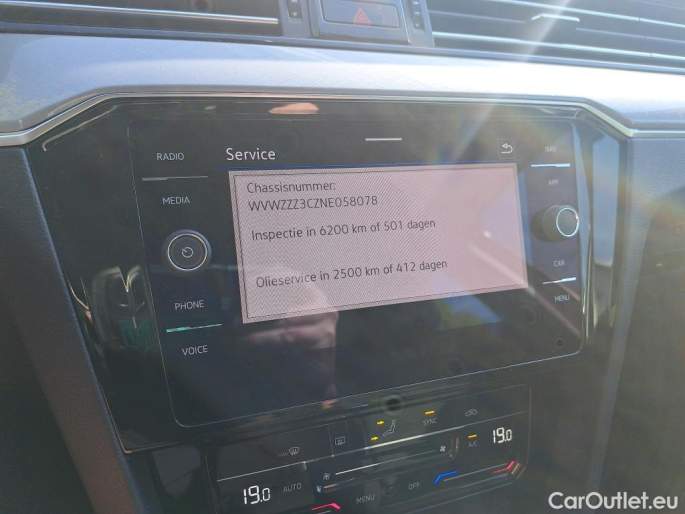 RADIO
MEDIA
PHONE
VOICE
Service
Chassisnummer:
WVWZZZ3CZNE058078
Inspectie in 6200 km of 501 dagen
Olieservice in 2500 km of 412 dagen
NAV
APP
CAR
MENU
SYNC
A/C
19.0
AUTO
MENU
OFF
19.0
CarOutlet.eu